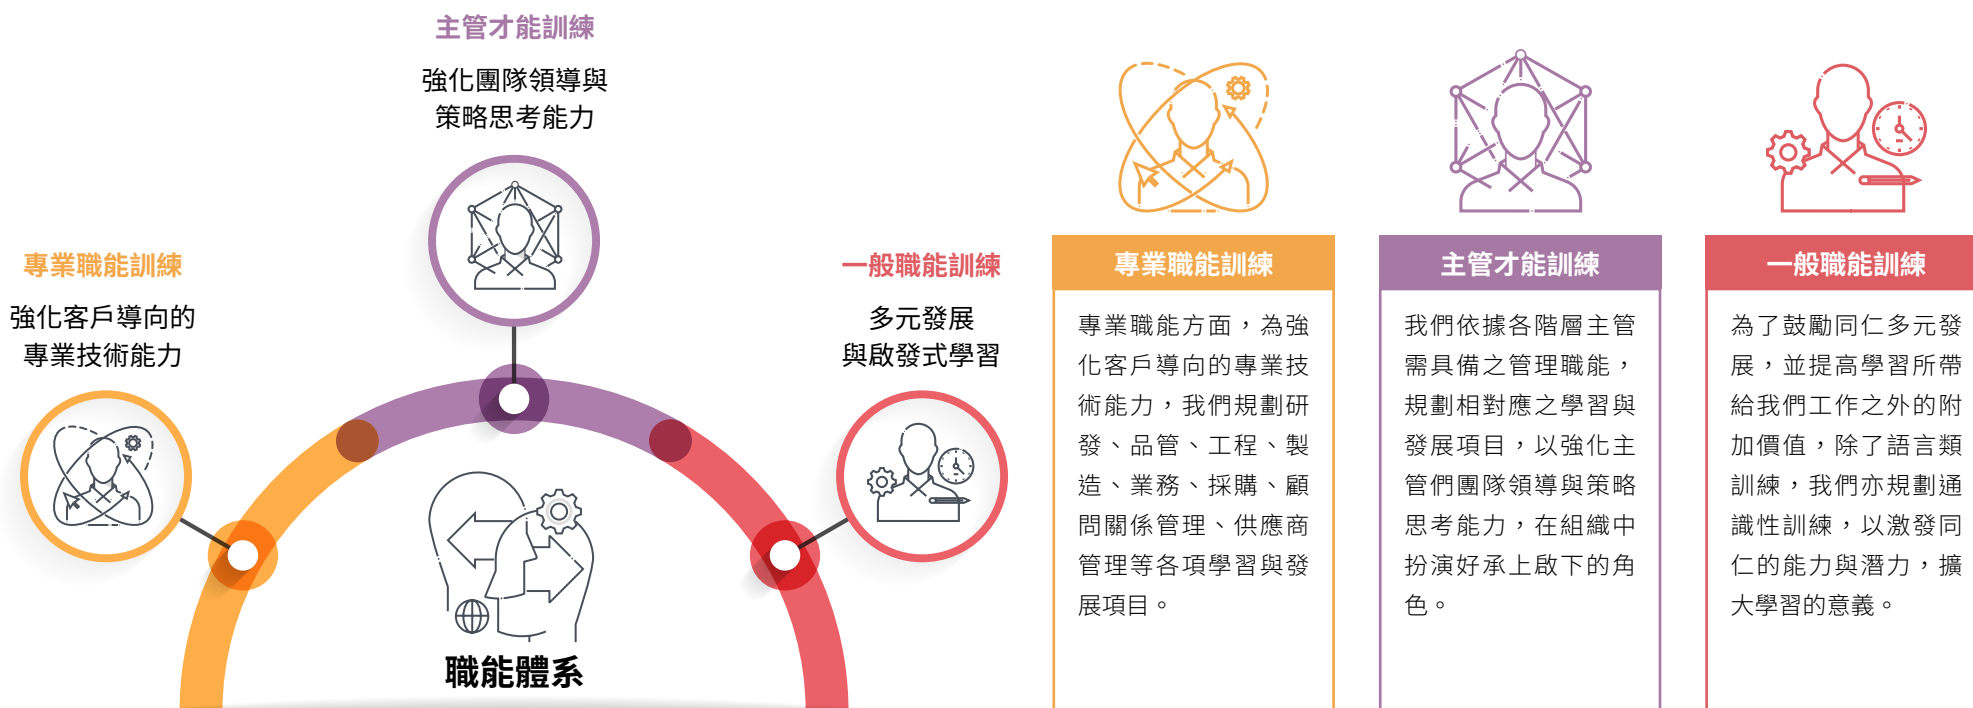 主管才能訓練
強化團隊領導與
策略思考能力
專業職能訓練
強化客戶導向的
專業技術能力
一般職能訓練
多元發展
與啟發式學習
職能體系
專業職能訓練
專業職能方面，為強
化客戶導向的專業技
術能力，我們規劃研
發、品管、工程、製
造、業務、採購、顧
問關係管理、供應商
管理等各項學習與發
展項目。
主管才能訓練
我們依據各階層主管
需具備之管理職能，
規劃相對應之學習與
發展項目，以強化主
管們團隊領導與策略
思考能力，在組織中
扮演好承上啟下的角
色。
一般職能訓練
為了鼓勵同仁多元發
展，並提高學習所帶
給我們工作之外的附
加價值，除了語言類
訓練，我們亦規劃通
識性訓練，以激發同
仁的能力與潛力，擴
大學習的意義。